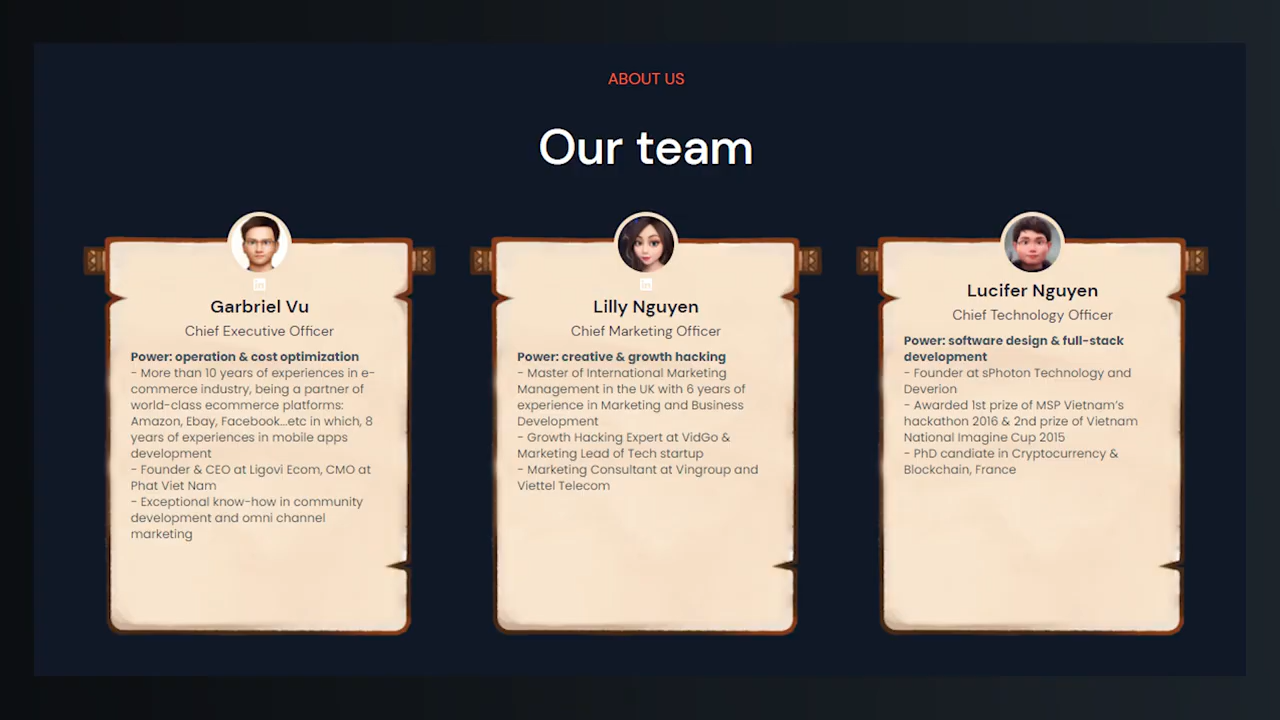 ABOUT US
Our team
Garbriel Vu
Chief Executive Officer
Power: operation & cost optimization
- More than 10 years of experiences in e-
commerce industry, being a partner of
world-class ecommerce platforms:
Amazon, Ebay, Facebook...etc in which, 8
years of experiences in mobile apps
development
- Founder & CEO at Ligovi Ecom, CMO at
Phat Viet Nam
- Exceptional know-how in community
development and omni channel
marketing
Lilly Nguyen
Chief Marketing Officer
Power: creative & growth hacking
- Master of International Marketing
Management in the UK with 6 years of
experience in Marketing and Business
Development
- Growth Hacking Expert at VidGo &
Marketing Lead of Tech startup
- Marketing Consultant at Vingroup and
Viettel Telecom
Lucifer Nguyen
Chief Technology Officer
Power: software design & full-stack
development
- Founder at sPhoton Technology and
Deverion
- Awarded 1st prize of MSP Vietnam's
hackathon 2016 & 2nd prize of Vietnam
National Imagine Cup 2015
- PhD candiate in Cryptocurrency &
Blockchain, France